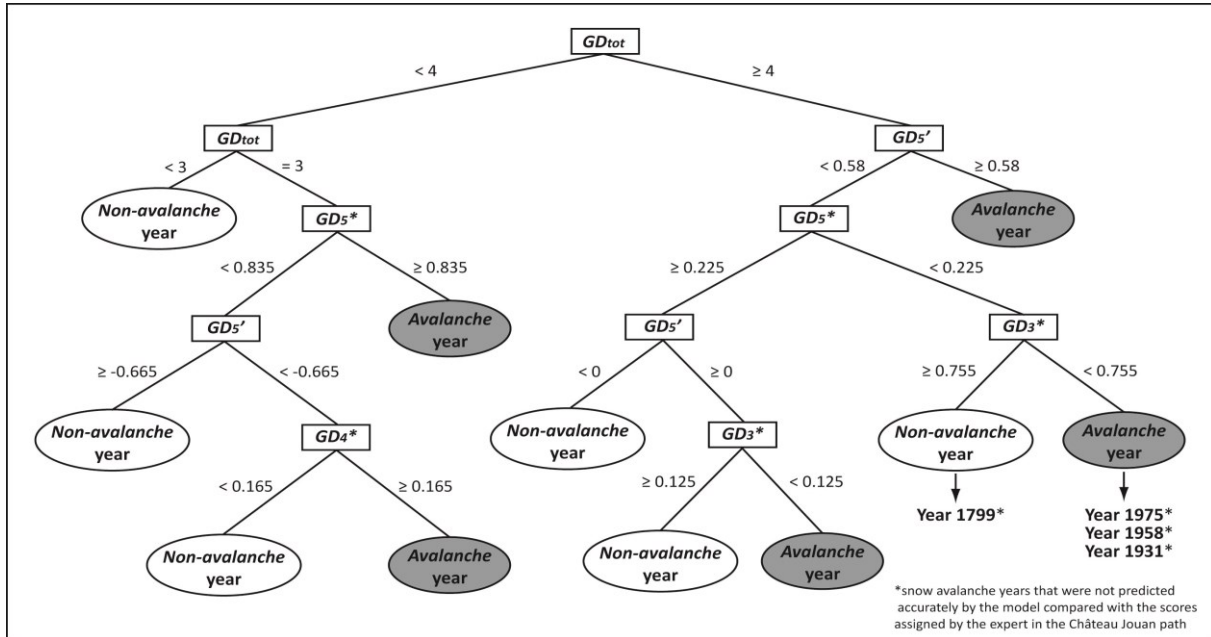 GDtot
< 4
≥ 4
GDtot
GD5’
< 3
= 3
< 0.58
≥ 0.58
Non-avalanche
year
GD5*
GD5*
Avalanche
year
< 0.835
≥ 0.835
≥ 0.225
< 0.225
GD5’
Avalanche
year
GD5’
GD3*
≥ -0.665
< -0.665
< 0
≥ 0
≥ 0.755
< 0.755
Non-avalanche
year
GD4*
Non-avalanche
year
GD3*
Non-avalanche
year
Avalanche
year
< 0.165
≥ 0.165
≥ 0.125
< 0.125
Year 1799*
Year 1975*
Year 1958*
Year 1931*
Non-avalanche
year
Avalanche
year
Non-avalanche
year
Avalanche
year
*snow avalanche years that were not predicted
accurately by the model compared with the scores
assigned by the expert in the Château Jouan path